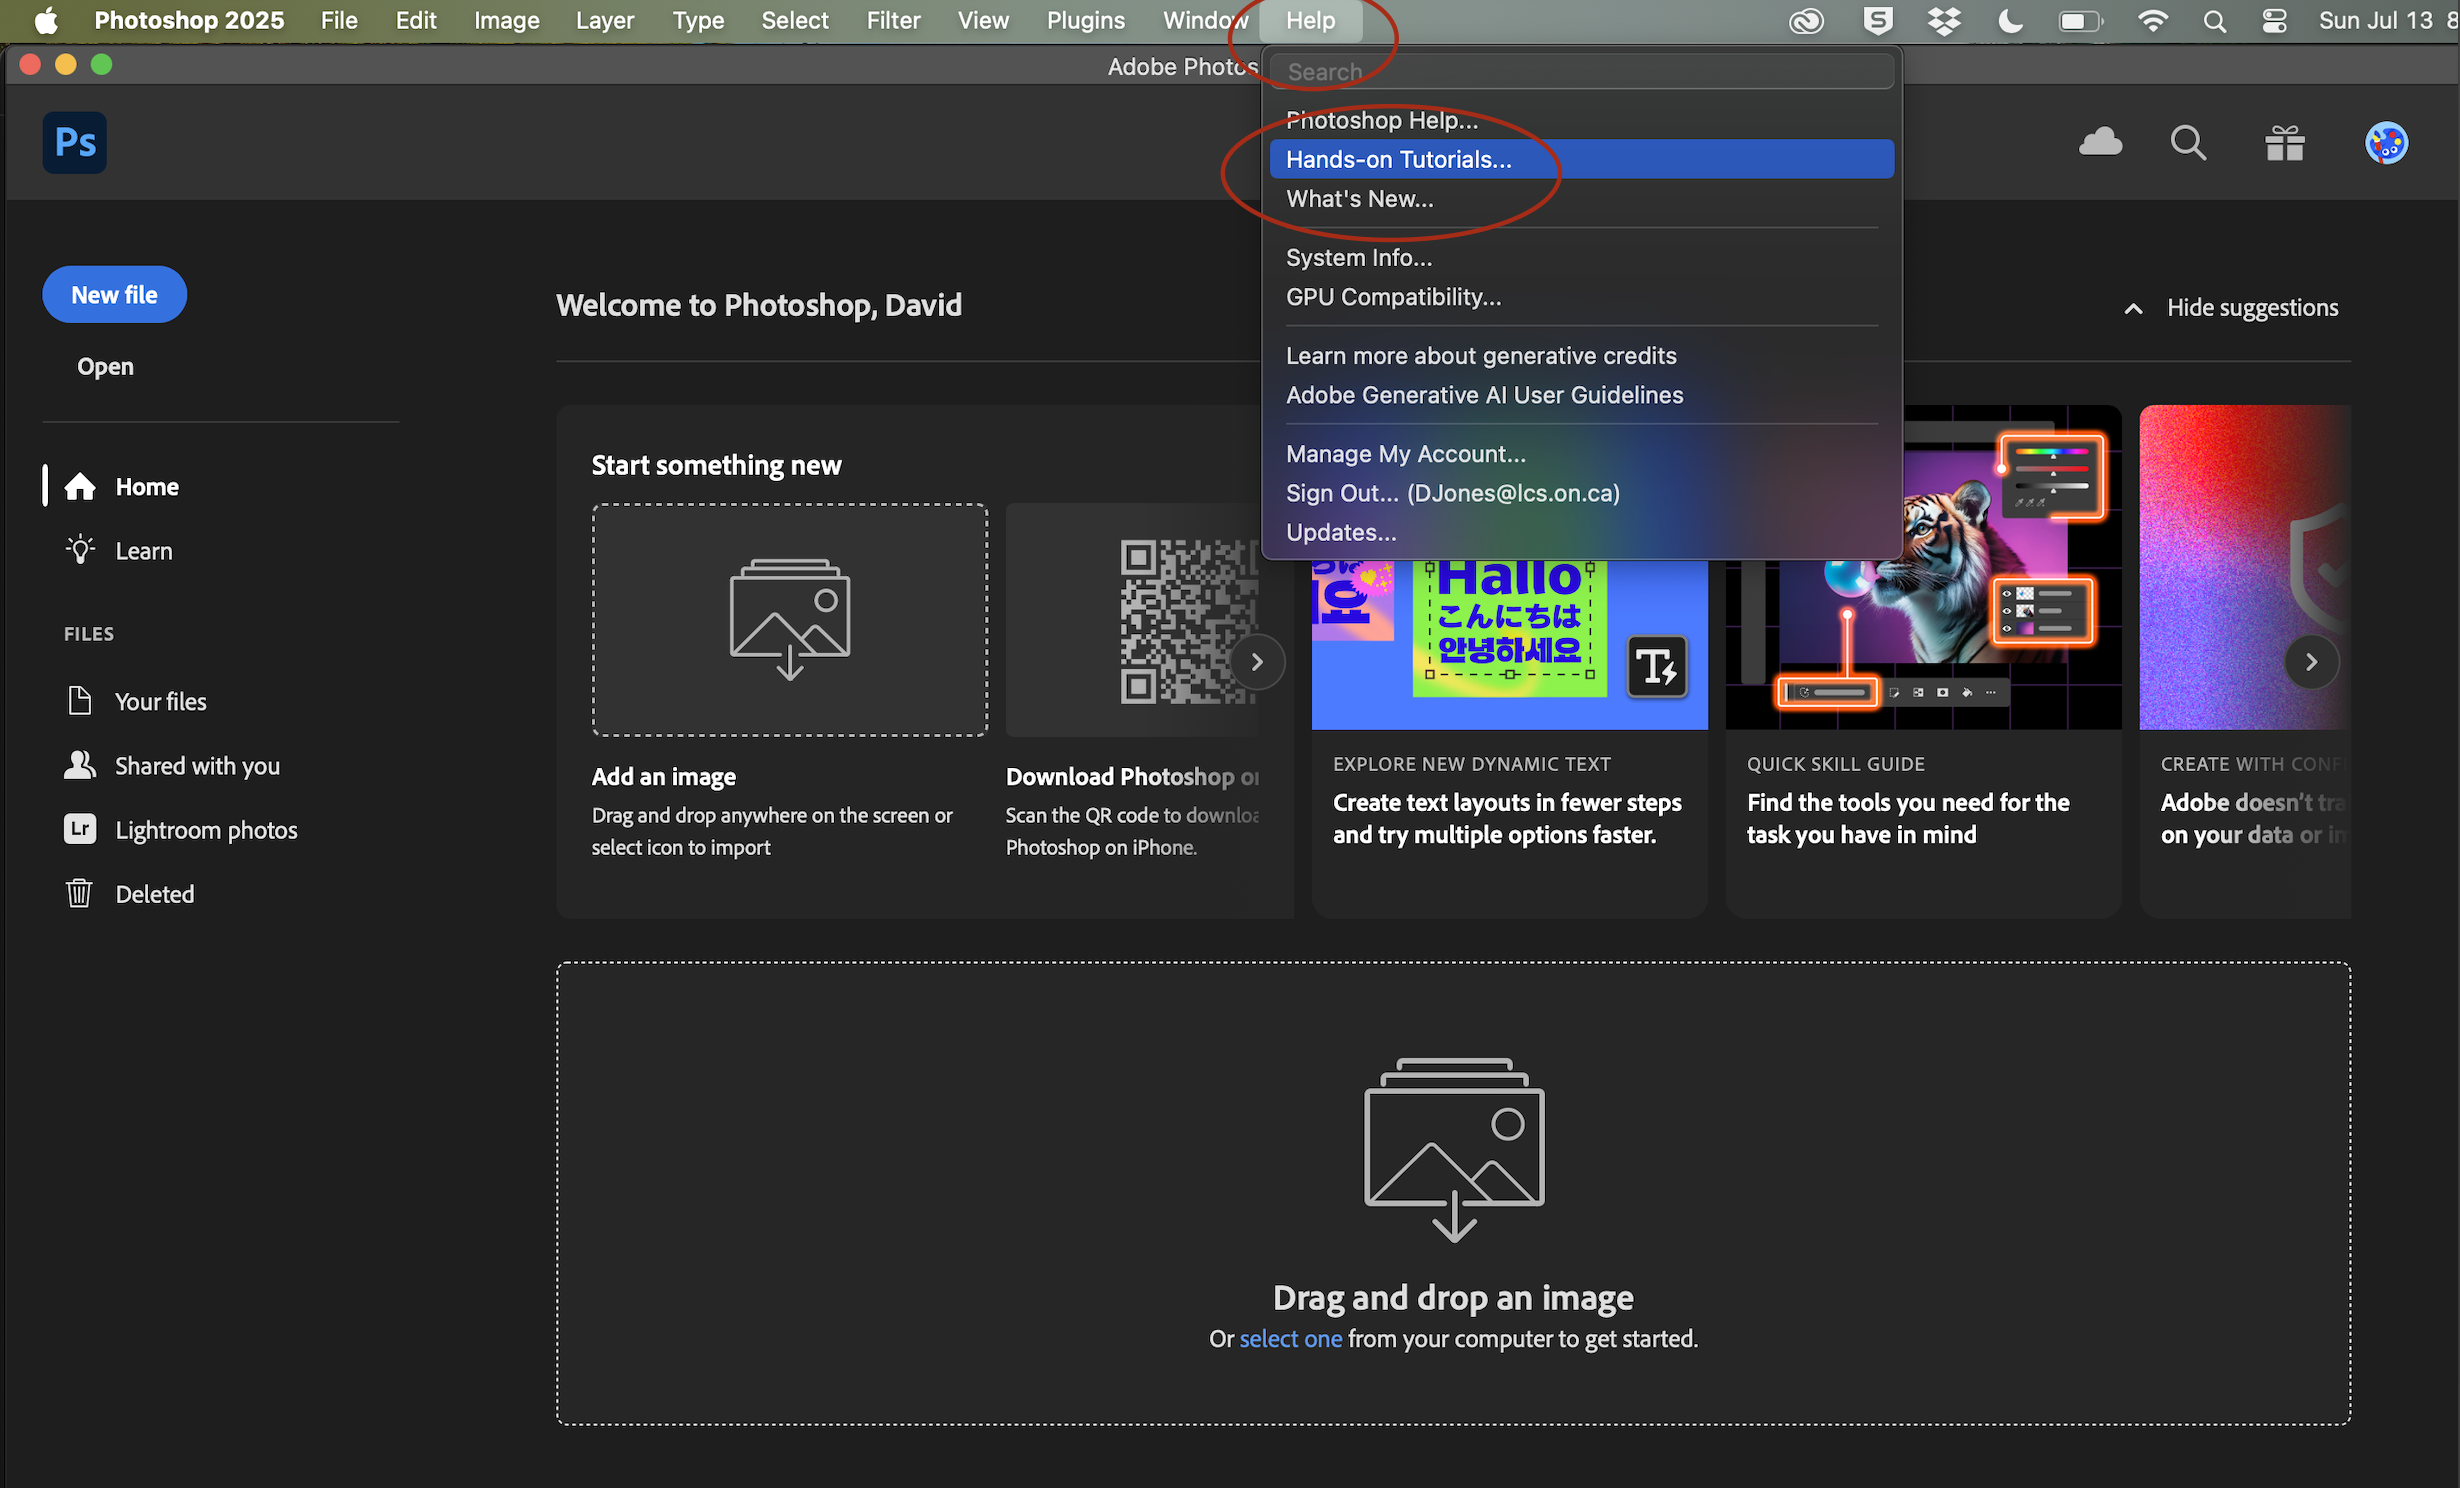 Photoshop 2025 File Edit Image Layer Type Select Filter View Plugins Window Help Sun Jul 13 8
Adobe Photos
Search
Photoshop Help...
Hands-on Tutorials...
What's New...
System Info...
GPU Compatibility...
Learn more about generative credits
Adobe Generative AI User Guidelines
Manage My Account...
Sign Out... (DJones@lcs.on.ca)
Updates...
Ps
New file
Open
Home
Learn
FILES
Your files
Shared with you
Lr Lightroom photos
Deleted
Welcome to Photoshop, David
Hide suggestions
Start something new
Add an image
Drag and drop anywhere on the screen or
select icon to import
Download Photoshop on
Scan the QR code to downloa
Photoshop on iPhone.
Hallo
こんにちは
안녕하세요
EXPLORE NEW DYNAMIC TEXT
Create text layouts in fewer steps
and try multiple options faster.
QUICK SKILL GUIDE
Find the tools you need for the
task you have in mind
CREATE WITH CONFI
Adobe doesn't tra
on your data or in
Drag and drop an image
Or select one from your computer to get started.